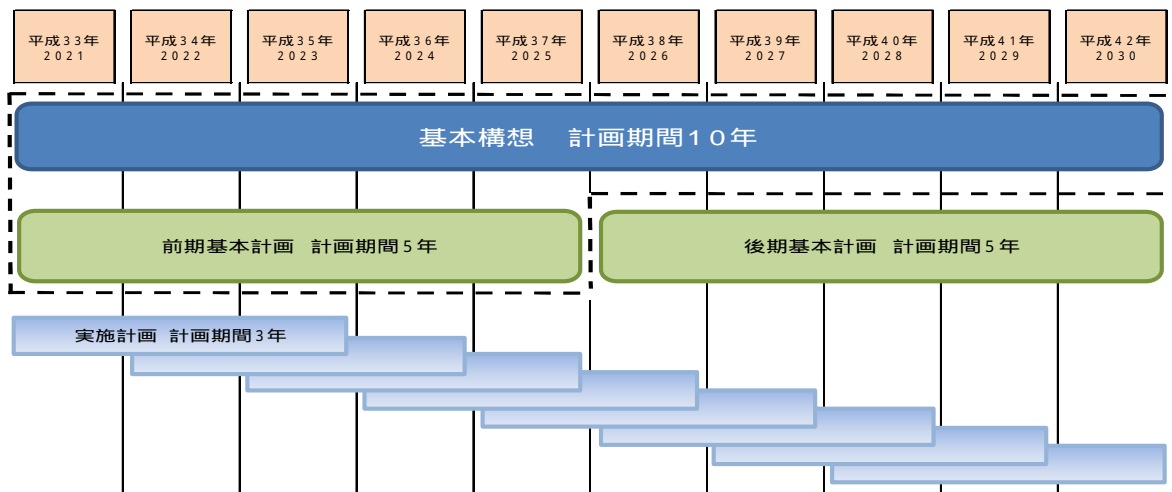 平成33年
2021
平成34年
2022
平成35年
2023
平成36年
2024
平成37年
2025
平成38年
2026
平成39年
2027
平成40年
2028
平成41年
2029
平成42年
2030
基本構想　計画期間10年
前期基本計画 計画期間5年
後期基本計画 計画期間5年
実施計画 計画期間3年